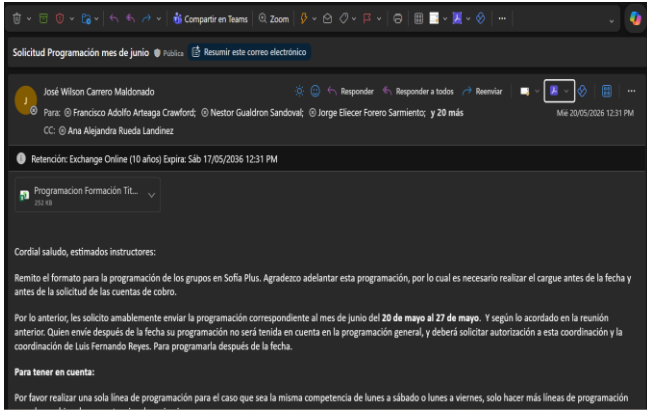 Compartir en Teams Zoom
Solicitud Programación mes de junio Pública Resumir este correo electrónico
José Wilson Carrero Maldonado
Responder Responder a todos Reenviar
J
Para: Francisco Adolfo Arteaga Crawford; Nestor Gualdron Sandoval; Jorge Eliecer Forero Sarmiento; y 20 más
Mié 20/05/2026 12:31 PM
CC: Ana Alejandra Rueda Landinez
Retención: Exchange Online (10 años) Expira: Sáb 17/05/2036 12:31 PM
Programacion Formación Tit...
252 KB
Cordial saludo, estimados instructores:
Remito el formato para la programación de los grupos en Sofía Plus. Agradezco adelantar esta programación, por lo cual es necesario realizar el cargue antes de la fecha y
antes de la solicitud de las cuentas de cobro.
Por lo anterior, les solicito amablemente enviar la programación correspondiente al mes de junio del 20 de mayo al 27 de mayo. Y según lo acordado en la reunión
anterior. Quien envíe después de la fecha su programación no será tenida en cuenta en la programación general, y deberá solicitar autorización a esta coordinación y la
coordinación de Luis Fernando Reyes. Para programarla después de la fecha.
Para tener en cuenta:
Por favor realizar una sola línea de programación para el caso que sea la misma competencia de lunes a sábado o lunes a viernes, solo hacer más líneas de programación